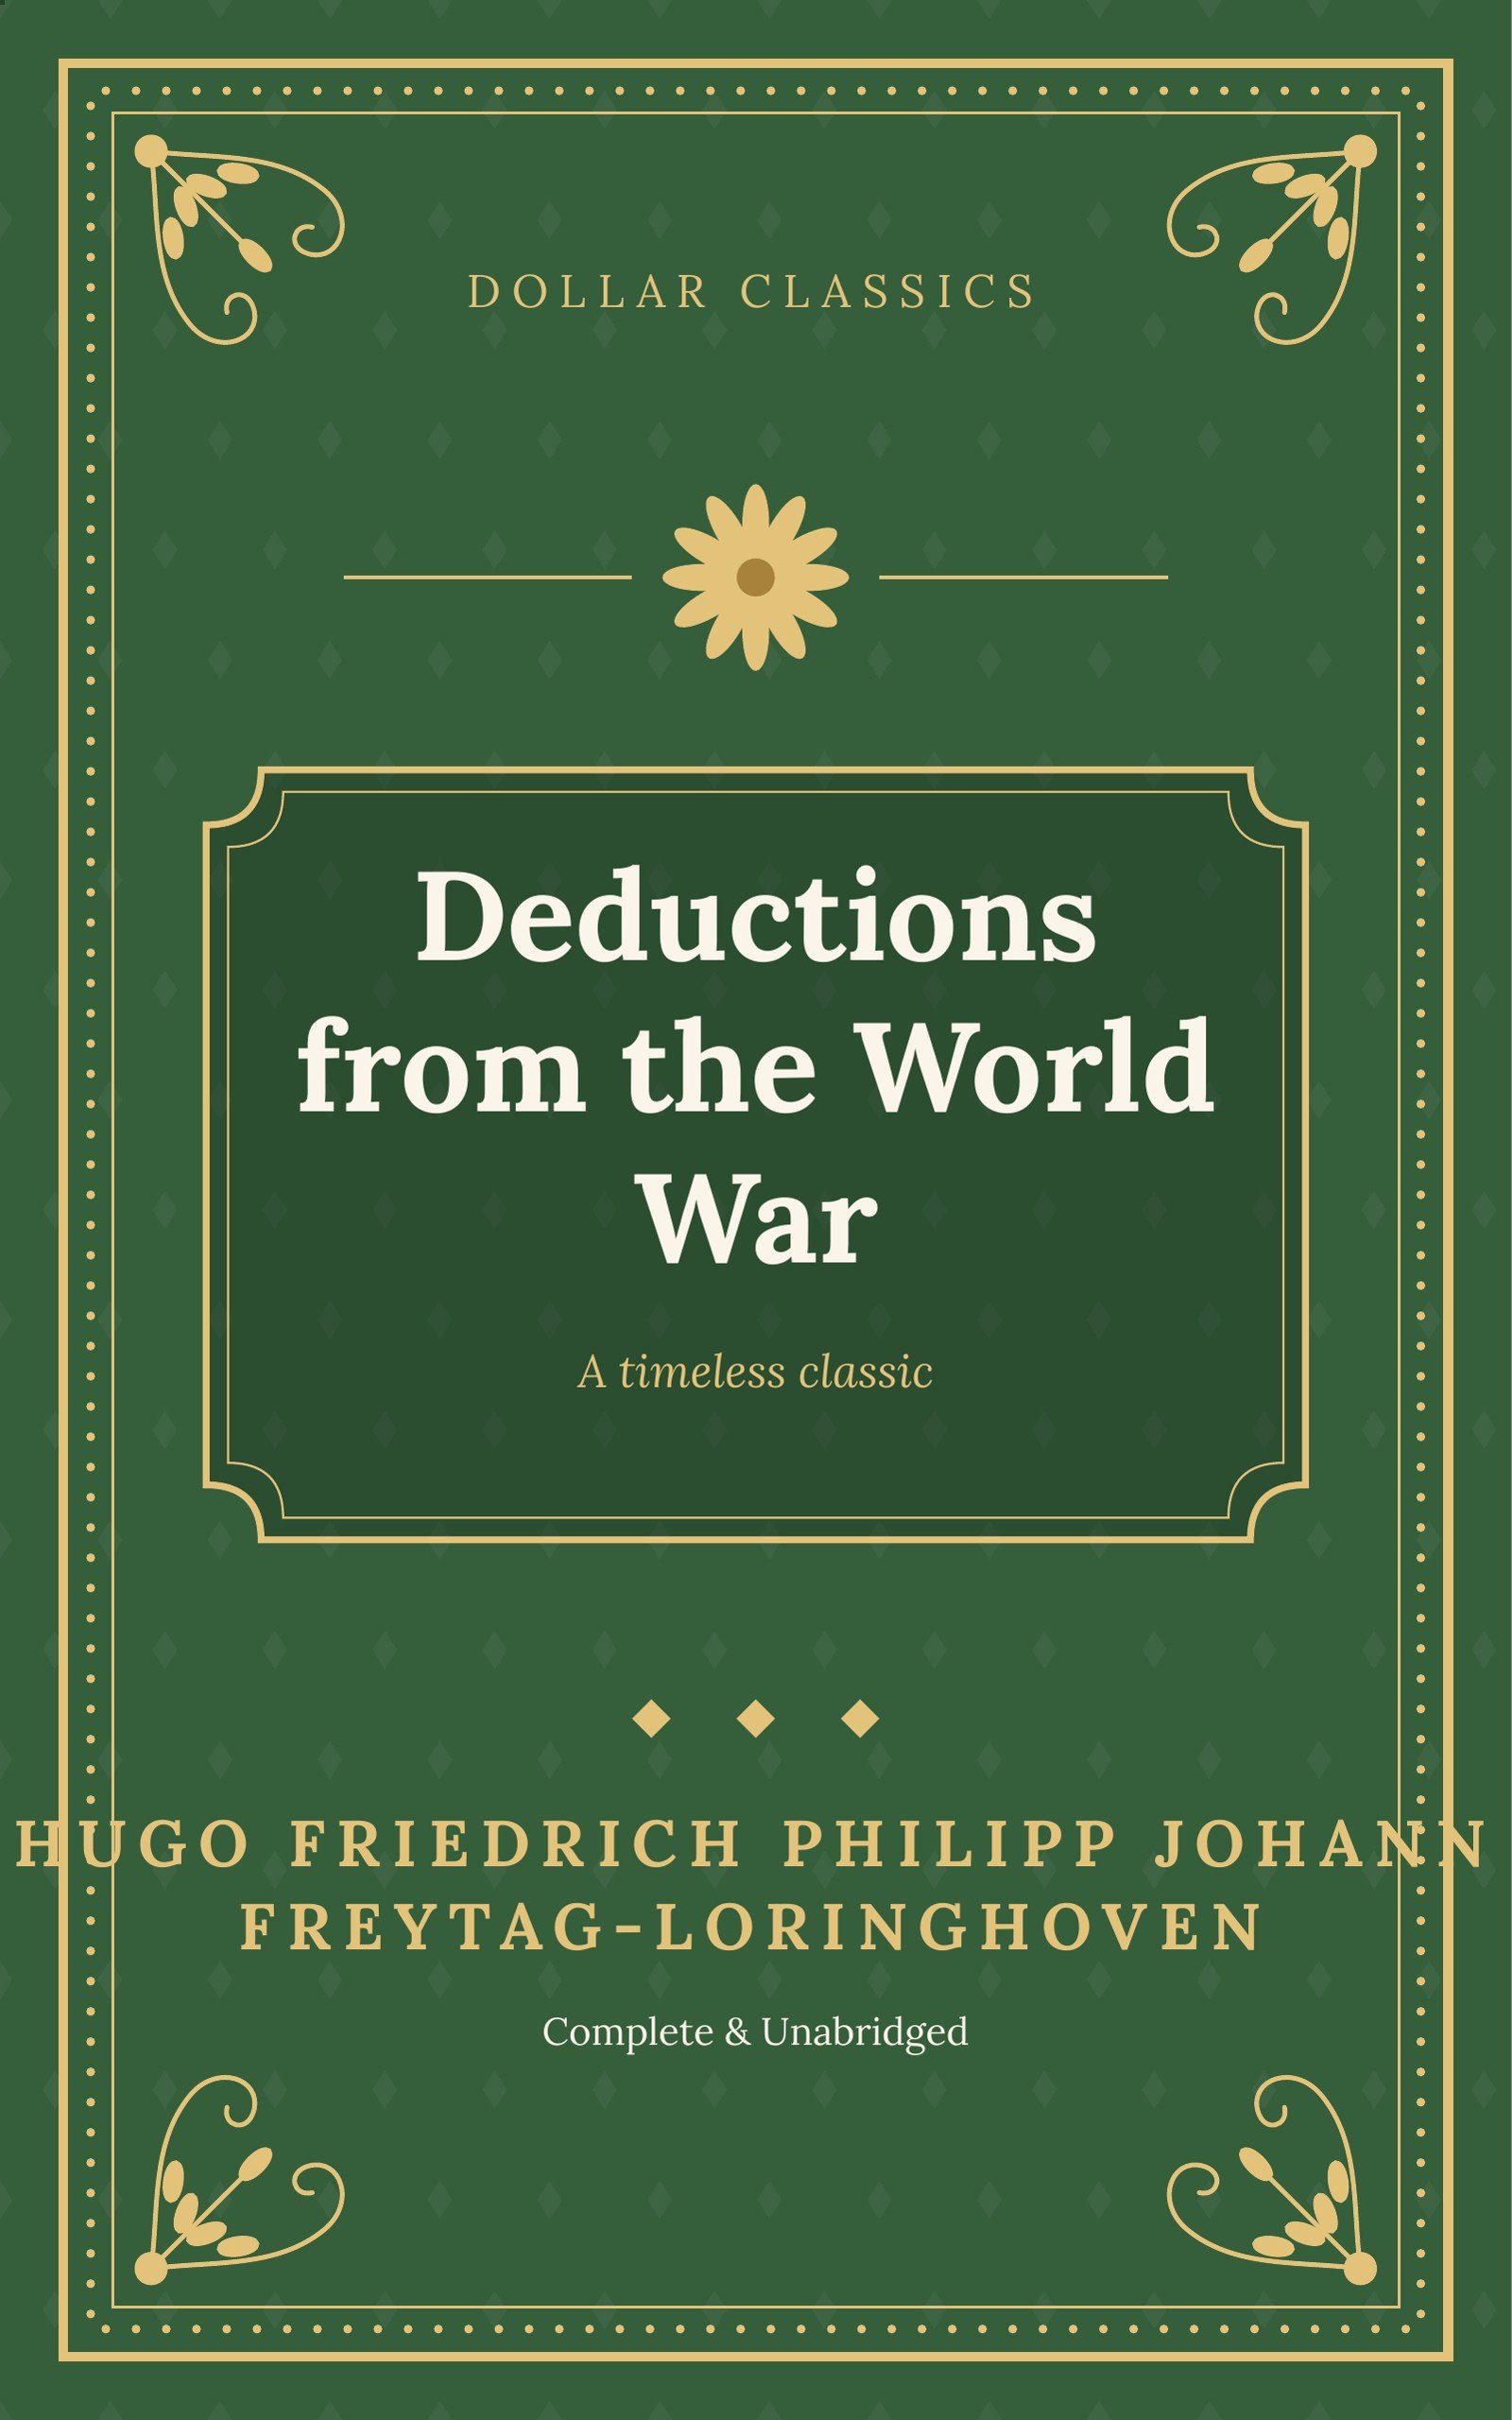 DOLLAR CLASSICS
Deductions
from the World
War
A timeless classic
HUGO FRIEDRICH PHILIPP JOHANN
FREYTAG-LORINGHOVEN
Complete & Unabridged